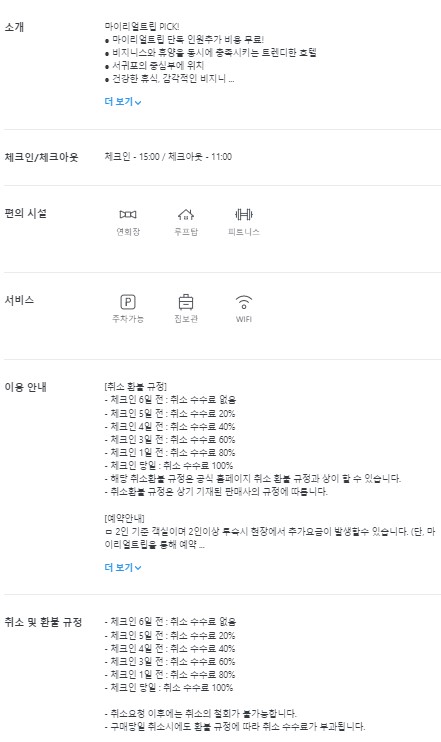 소개
마이리얼트립 PICK!
● 마이리얼트립 단독 인원추가 비용 무료!
● 비지니스와 휴양을 동시에 충족시키는 트렌디한 호텔
● 서귀포의 중심부에 위치
● 건강한 휴식, 감각적인 비지니 ...
더 보기
체크인/체크아웃
체크인 - 15:00 / 체크아웃 - 11:00
편의 시설
연회장 루프탑 피트니스
서비스
P
주차가능 짐보관 WIFI
이용 안내
[취소 환불 규정]
- 체크인 6일 전 : 취소 수수료 없음
- 체크인 5일 전 : 취소 수수료 20%
- 체크인 4일 전 : 취소 수수료 40%
- 체크인 3일 전 : 취소 수수료 60%
- 체크인 1일 전 : 취소 수수료 80%
- 체크인 당일 : 취소 수수료 100%
- 해당 취소환불 규정은 공식 홈페이지 취소 환불 규정과 상이 할 수 있습니다.
- 취소환불 규정은 상기 기재된 판매사의 규정에 따릅니다.
[예약안내]
ㅁ 2인 기준 객실이며 2인이상 투숙시 현장에서 추가요금이 발생할수 있습니다. (단, 마
이리얼트립을 통해 예약 ...
더 보기
취소 및 환불 규정
- 체크인 6일 전 : 취소 수수료 없음
- 체크인 5일 전 : 취소 수수료 20%
- 체크인 4일 전 : 취소 수수료 40%
- 체크인 3일 전 : 취소 수수료 60%
- 체크인 1일 전 : 취소 수수료 80%
- 체크인 당일 : 취소 수수료 100%
- 취소요청 이후에는 취소의 철회가 불가능합니다.
- 구매당일 취소시에도 환불 규정에 따라 취소 수수료가 부과됩니다.